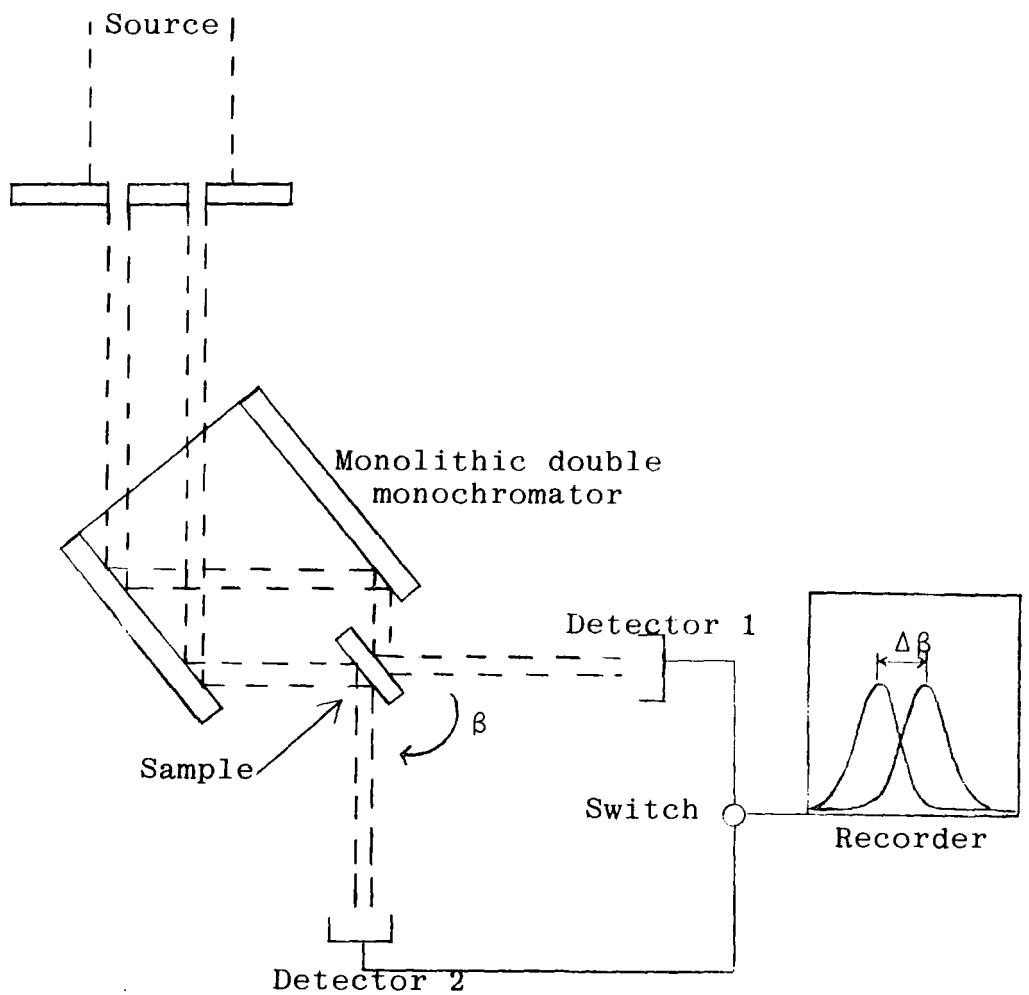 Source
Monolithic double
monochromator
Detector 1
Δβ
β
Sample
Switch
Recorder
Detector 2